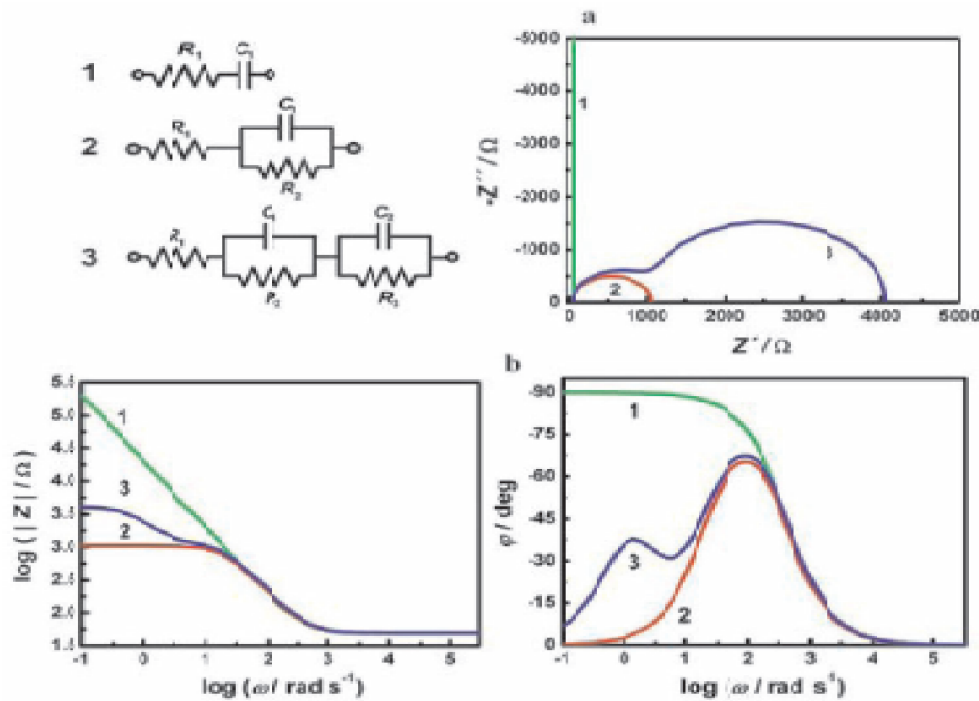 a
1
R₁
C₁
2
R₁
C₁
R₂
3
C₁
C₂
R₃
-5000
-4000
-3000
-2000
-1000
0
1
2
3
0 1000 2000 3000 4000 5000
Z' / Ω
b
5.5
5.0
4.5
4.0
3.5
3.0
2.5
2.0
1.5
log (|Z| / Ω)
1
3
2
-1 0 1 2 3 4 5
log (ω / rad s⁻¹)
-90
-75
-60
-45
-30
-15
0
φ / deg
1
3
2
-1 0 1 2 3 4 5
log (ω / rad s⁻¹)